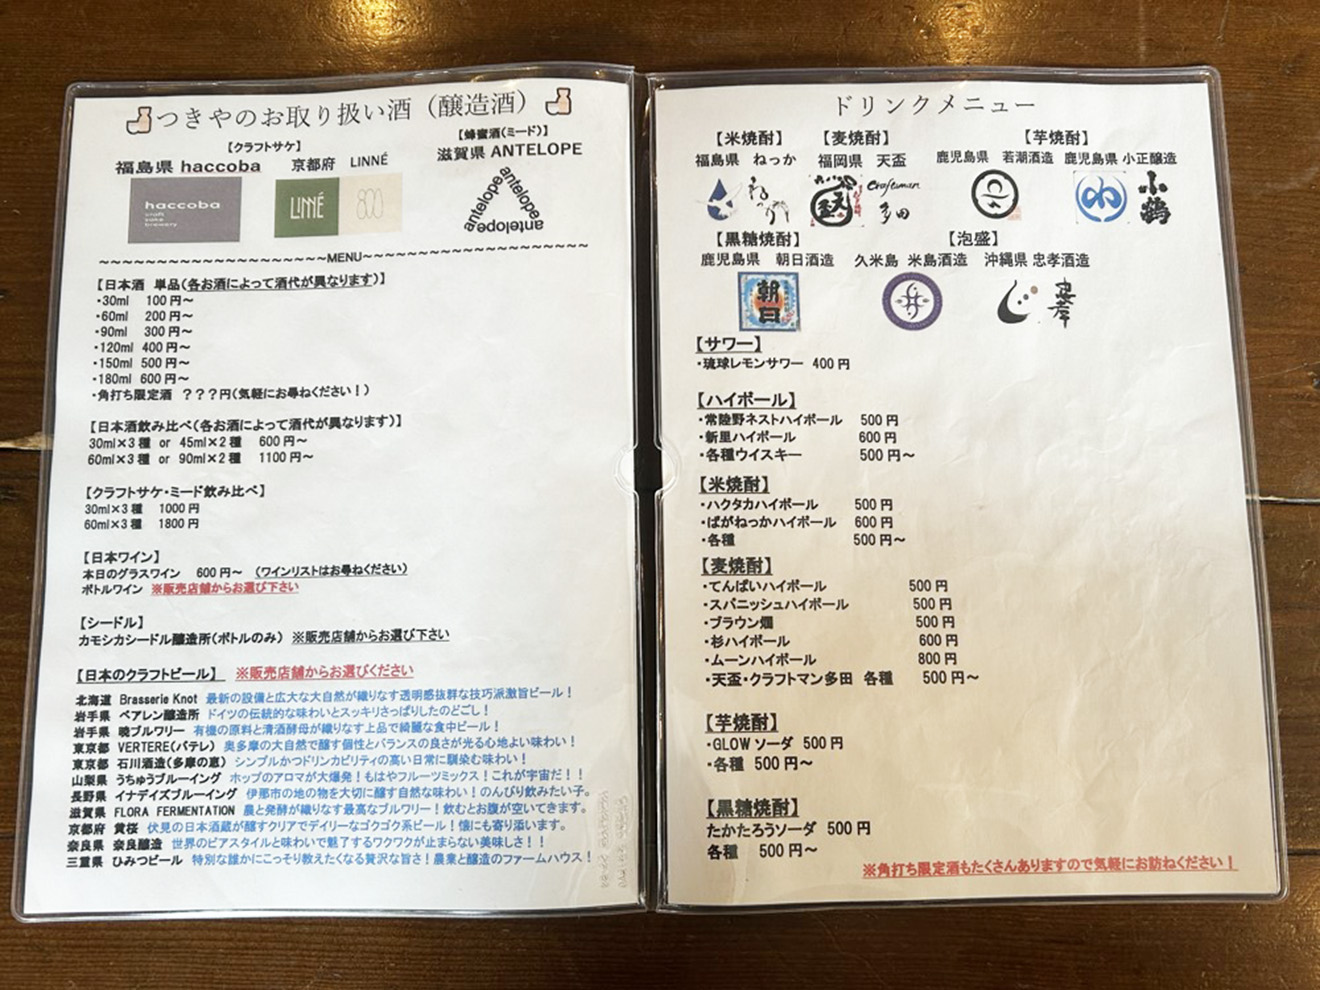 つきやのお取り扱い酒（醸造酒）
【クラフトサケ】
【蜂蜜酒（ミード）】
福島県 haccoba 京都府 LINNÉ
滋賀県 ANTELOPE
haccoba
craft
sake
brewery
LINNÉ
antelope antelope antelope
~MENU~
【日本酒 単品（各お酒によって酒代が異なります）】
・30ml 100円～
・60ml 200円～
・90ml 300円～
・120ml 400円～
・150ml 500円～
・180ml 600円～
・角打ち限定酒 ？？？円（気軽にお尋ねください！）
【日本酒飲み比べ（各お酒によって酒代が異なります）】
30ml×3種 or 45ml×2種 600円～
60ml×3種 or 90ml×2種 1100円～
【クラフトサケ・ミード飲み比べ】
30ml×3種 1000円
60ml×3種 1800円
【日本ワイン】
本日のグラスワイン 600円～ （ワインリストはお尋ねください）
ボトルワイン ※販売店舗からお選び下さい
【シードル】
カモシカシードル醸造所（ボトルのみ） ※販売店舗からお選び下さい
【日本のクラフトビール】 ※販売店舗からお選びください
北海道 Brasserie Knot 最新の設備と広大な大自然が織りなす透明感抜群な技巧派激旨ビール！
岩手県 ベアレン醸造所 ドイツの伝統的な味わいとスッキリさっぱりしたのどごし！
岩手県 暁ブルワリー 有機の原料と清酒酵母が織りなす上品で綺麗な食中ビール！
東京都 VERTERE（バテレ） 奥多摩の大自然で醸す個性とバランスの良さが光る心地よい味わい！
東京都 石川酒造（多摩の恵） シンプルかつドリンカビリティの高い日常に馴染む味わい！
山梨県 うちゅうブルーイング ホップのアロマが大爆発！もはやフルーツミックス！これが宇宙だ！！
長野県 イナデイズブルーイング 伊那市の地の物を大切に醸す自然な味わい！のんびり飲みたい子。
滋賀県 FLORA FERMENTATION 農と発酵が織りなす最高なブルワリー！飲むとお腹が空いてきます。
京都府 黄桜 伏見の日本酒蔵が醸すクリアでデイリーなゴクゴク系ビール！懐にも寄り添います。
奈良県 奈良醸造 世界のビアスタイルと味わいで魅了するワクワクが止まらない美味しさ！！
三重県 ひみつビール 特別な誰かにこっそり教えたくなる贅沢な旨さ！農業と醸造のファームハウス！
ドリンクメニュー
【米焼酎】 【麦焼酎】 【芋焼酎】
福島県 ねっか 福岡県 天盃 鹿児島県 若潮酒造 鹿児島県 小正醸造
ねっか 天盃 Craftsman 多田 小鶴
【黒糖焼酎】 【泡盛】
鹿児島県 朝日酒造 久米島 米島酒造 沖縄県 忠孝酒造
朝日 忠孝
【サワー】
・琉球レモンサワー 400円
【ハイボール】
・常陸野ネストハイボール 500円
・新里ハイボール 600円
・各種ウイスキー 500円～
【米焼酎】
・ハクタカハイボール 500円
・ばがねっかハイボール 600円
・各種 500円～
【麦焼酎】
・てんぱいハイボール 500円
・スパニッシュハイボール 500円
・ブラウン燗 500円
・杉ハイボール 600円
・ムーンハイボール 800円
・天盃・クラフトマン多田 各種 500円～
【芋焼酎】
・GLOWソーダ 500円
・各種 500円～
【黒糖焼酎】
たかたろうソーダ 500円
各種 500円～
※角打ち限定酒もたくさんありますので気軽にお訪ねください！